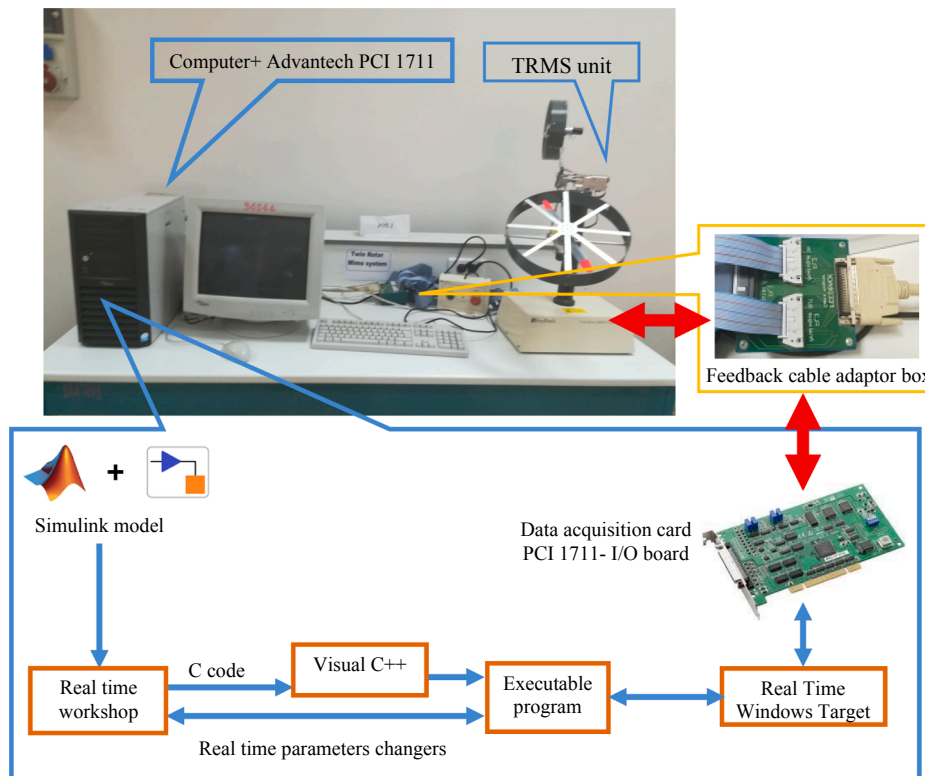 Computer+ Advantech PCI 1711
TRMS unit
94544
Twin Rotor
Mimo system
Feedback cable adaptor box
Simulink model
Data acquisition card
PCI 1711- I/O board
C code
Visual C++
Real time
workshop
Executable
program
Real Time
Windows Target
Real time parameters changers